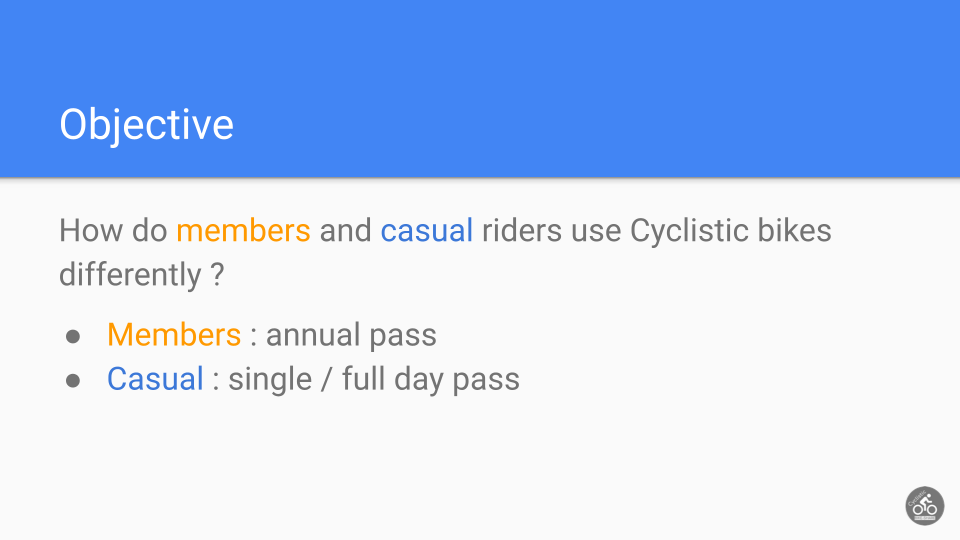 Objective
How do members and casual riders use Cyclistic bikes
differently ?
● Members : annual pass
● Casual : single / full day pass